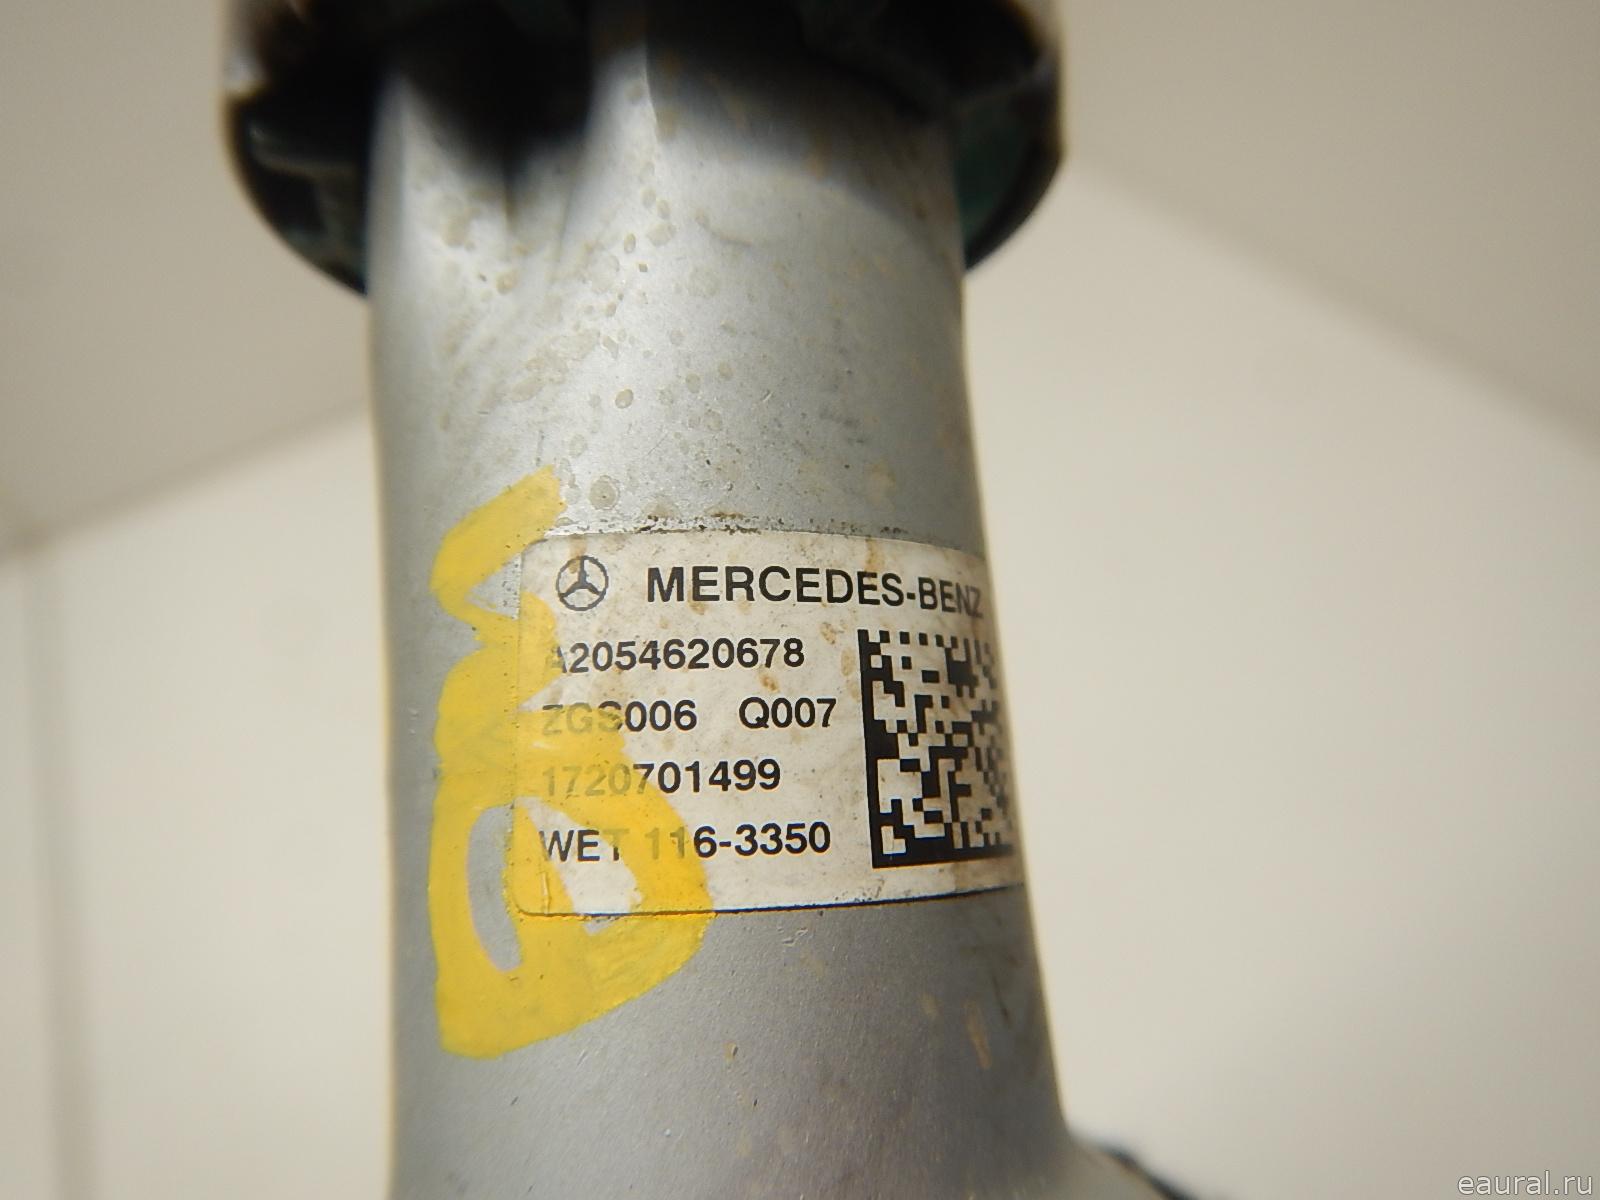 MERCEDES-BENZ
A2054620678
ZGS006 Q007
1720701499
WET 116-3350
eaural.ru